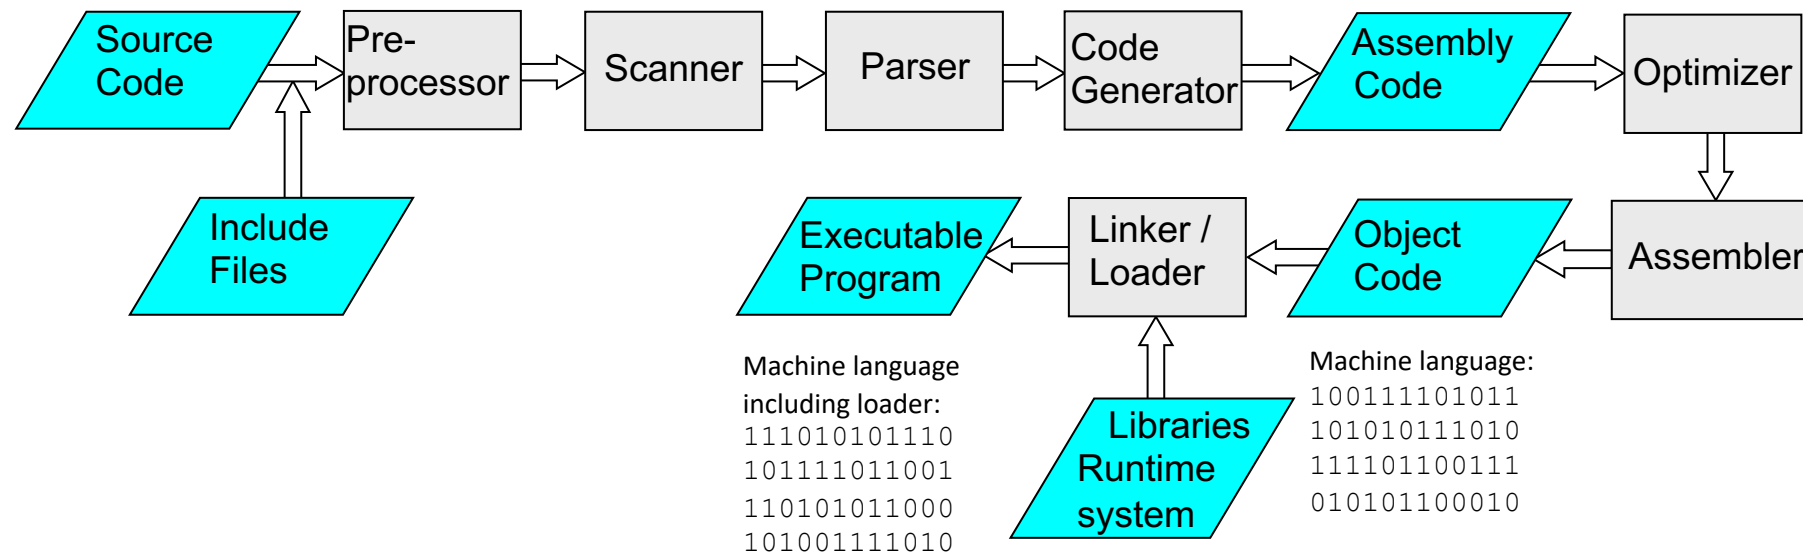 Source
Code
Pre-
processor
Scanner
Parser
Code
Generator
Assembly
Code
Optimizer
Include
Files
Executable
Program
Linker /
Loader
Object
Code
Assembler
Machine language
including loader:
111010101110
101111011001
110101011000
101001111010
Libraries
Runtime
system
Machine language:
100111101011
101010111010
111101100111
010101100010